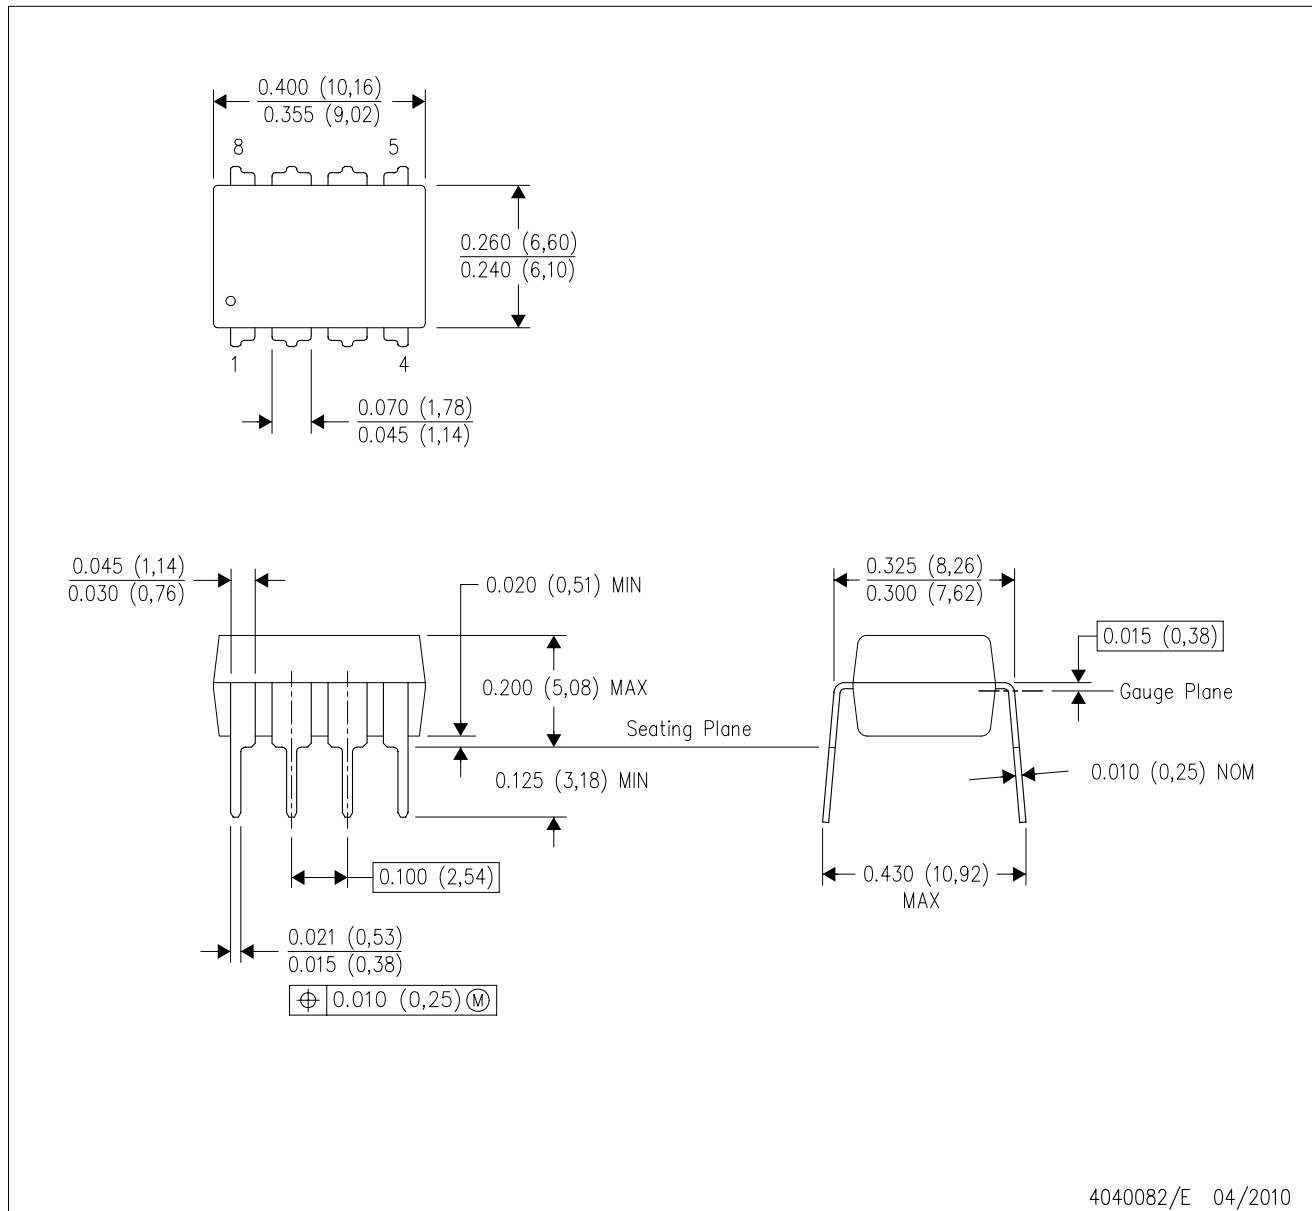 0.400 (10,16)
0.355 (9,02)
8
5
0.260 (6,60)
0.240 (6,10)
1
4
0.070 (1,78)
0.045 (1,14)
0.045 (1,14)
0.030 (0,76)
0.020 (0,51) MIN
0.325 (8,26)
0.300 (7,62)
0.015 (0,38)
0.200 (5,08) MAX
Gauge Plane
Seating Plane
0.125 (3,18) MIN
0.010 (0,25) NOM
0.100 (2,54)
0.430 (10,92)
MAX
0.021 (0,53)
0.015 (0,38)
⌖ 0.010 (0,25) Ⓜ
4040082/E 04/2010